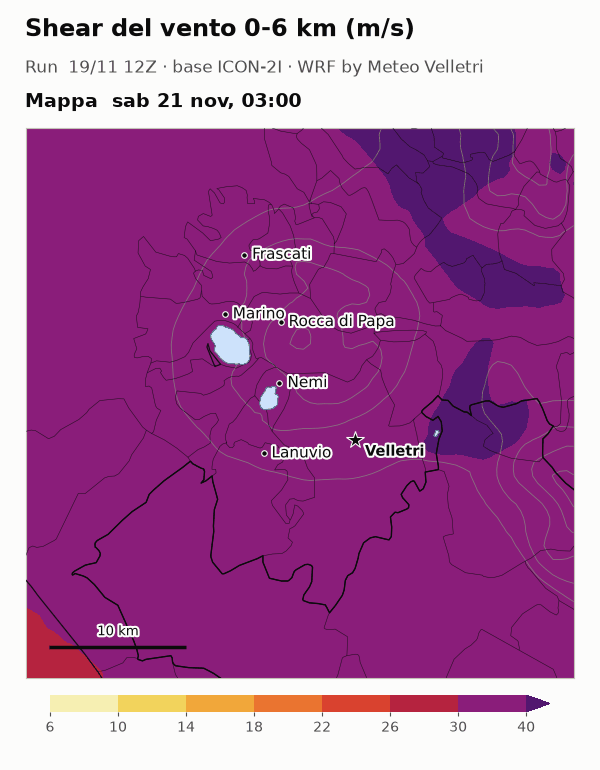 Shear del vento 0-6 km (m/s)
Run  19/11 12Z · base ICON-2I · WRF by Meteo Velletri
Mappa  sab 21 nov, 03:00
Frascati
Marino
Rocca di Papa
Nemi
Velletri
Lanuvio
10 km
6 10 14 18 22 26 30 40